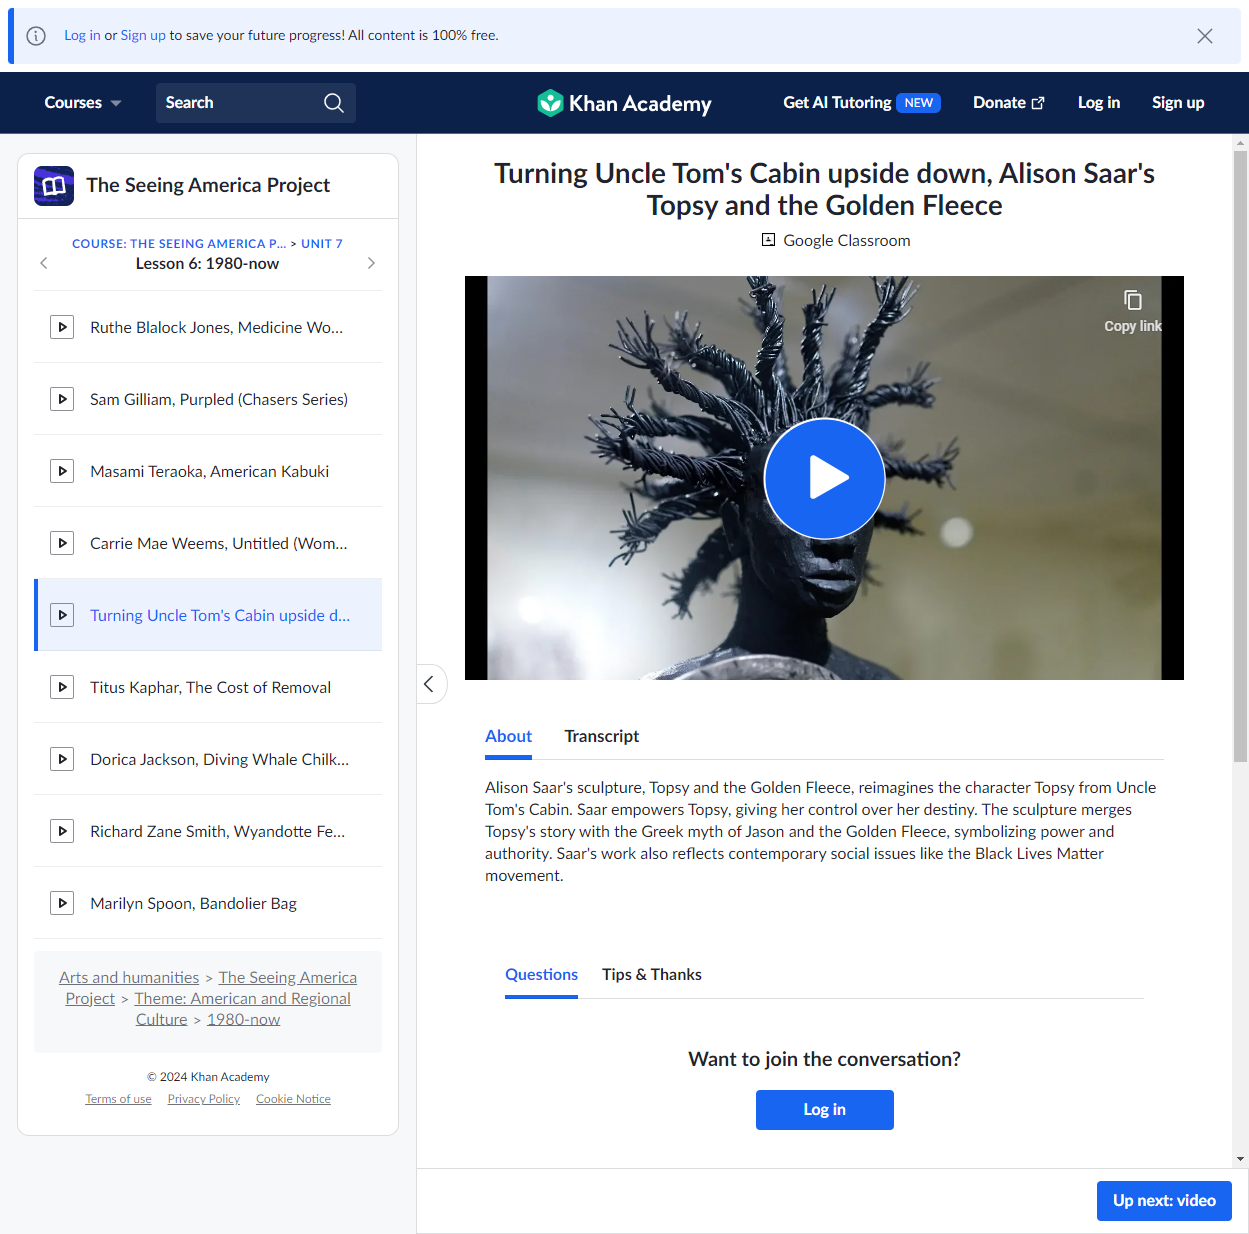 Log in or Sign up to save your future progress! All content is 100% free.
Courses
Search
Khan Academy
Get AI Tutoring NEW
Donate
Log in
Sign up
The Seeing America Project
COURSE: THE SEEING AMERICA P... > UNIT 7
Lesson 6: 1980-now
Ruthe Blalock Jones, Medicine Wo...
Sam Gilliam, Purpled (Chasers Series)
Masami Teraoka, American Kabuki
Carrie Mae Weems, Untitled (Wom...
Turning Uncle Tom's Cabin upside d...
Titus Kaphar, The Cost of Removal
Dorica Jackson, Diving Whale Chilk...
Richard Zane Smith, Wyandotte Fe...
Marilyn Spoon, Bandolier Bag
Arts and humanities > The Seeing America
Project > Theme: American and Regional
Culture > 1980-now
© 2024 Khan Academy
Terms of use Privacy Policy Cookie Notice
Turning Uncle Tom's Cabin upside down, Alison Saar's
Topsy and the Golden Fleece
Google Classroom
Copy link
About Transcript
Alison Saar's sculpture, Topsy and the Golden Fleece, reimagines the character Topsy from Uncle
Tom's Cabin. Saar empowers Topsy, giving her control over her destiny. The sculpture merges
Topsy's story with the Greek myth of Jason and the Golden Fleece, symbolizing power and
authority. Saar's work also reflects contemporary social issues like the Black Lives Matter
movement.
Questions Tips & Thanks
Want to join the conversation?
Log in
Up next: video